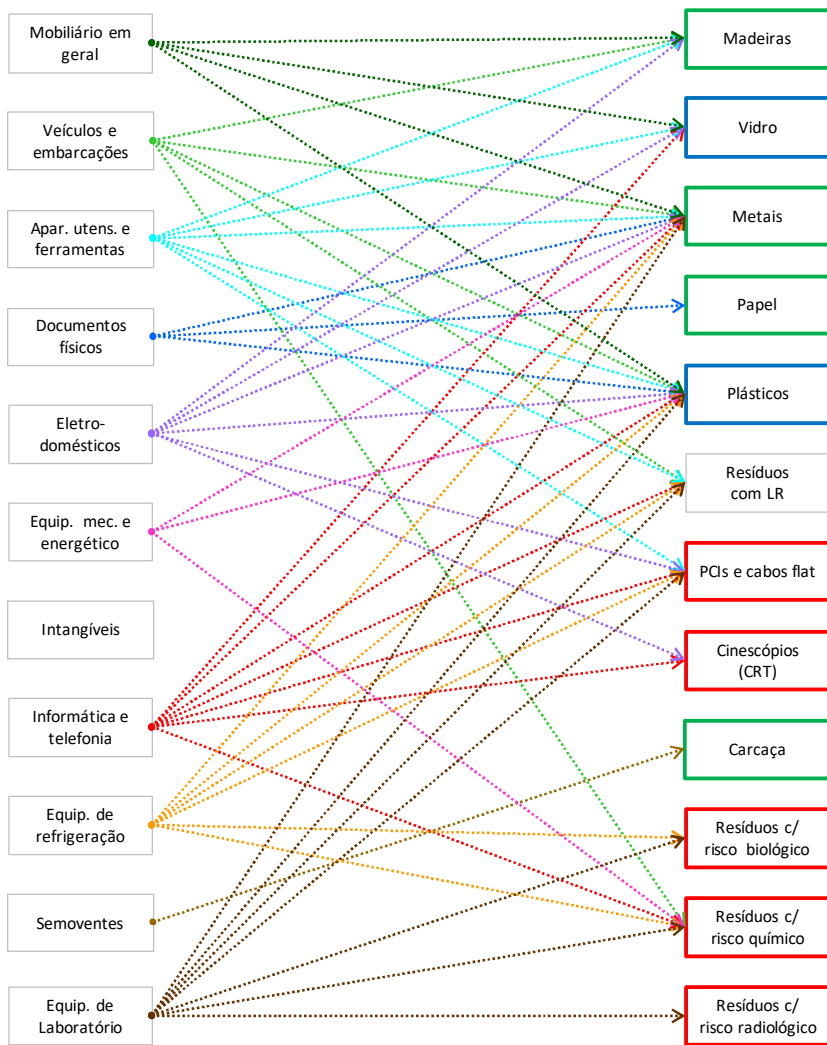 Mobiliário em
geral
Veículos e
embarcações
Apar. utens. e
ferramentas
Documentos
físicos
Eletro-
domésticos
Equip. mec. e
energético
Intangíveis
Informática e
telefonia
Equip. de
refrigeração
Semoventes
Equip. de
Laboratório
Madeiras
Vidro
Metais
Papel
Plásticos
Resíduos
com LR
PCIs e cabos flat
Cinescópios
(CRT)
Carcaça
Resíduos c/
risco biológico
Resíduos c/
risco químico
Resíduos c/
risco radiológico